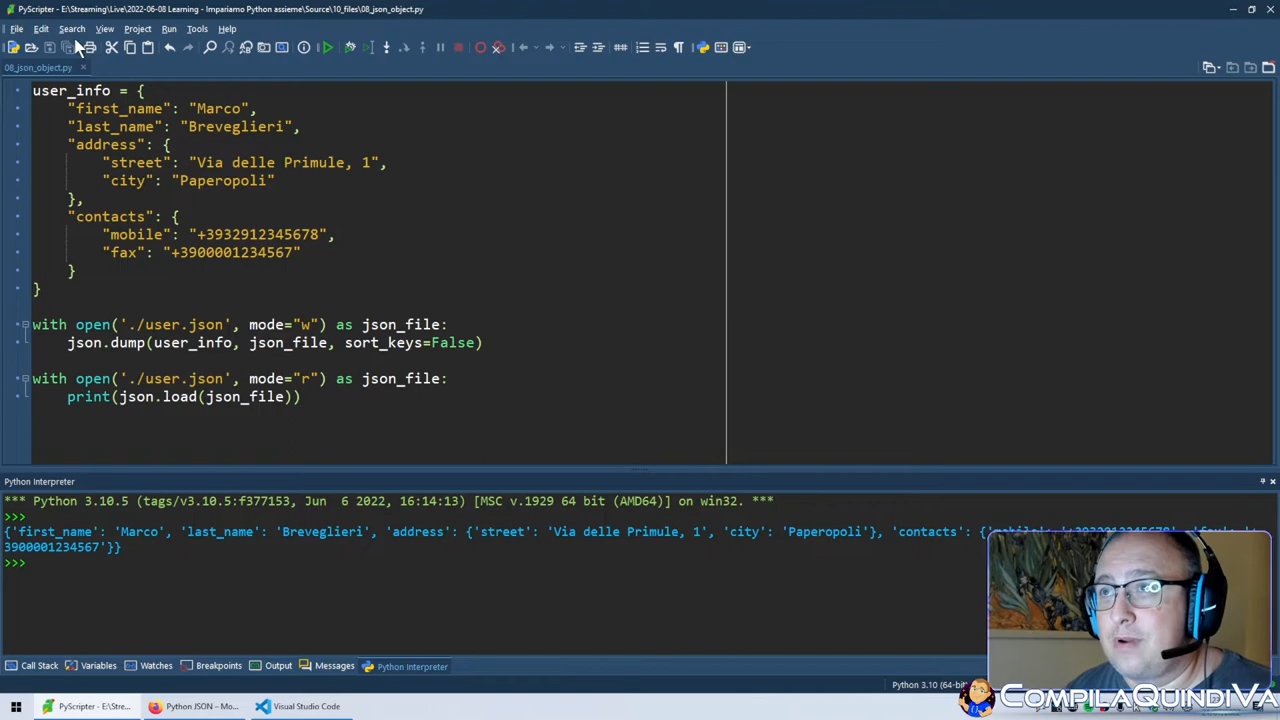 PyScripter - E:\Streaming\Live\2022-06-08 Learning - Impariamo Python assieme\Source\10_files\08_json_object.py
File Edit Search View Project Run Tools Help
08_json_object.py
user_info = {
"first_name": "Marco",
"last_name": "Breveglieri",
"address": {
"street": "Via delle Primule, 1",
"city": "Paperopoli"
},
"contacts": {
"mobile": "+3932912345678",
"fax": "+3900001234567"
}
}
with open('./user.json', mode="w") as json_file:
json.dump(user_info, json_file, sort_keys=False)
with open('./user.json', mode="r") as json_file:
print(json.load(json_file))
Python Interpreter
*** Python 3.10.5 (tags/v3.10.5:f377153, Jun  6 2022, 16:14:13) [MSC v.1929 64 bit (AMD64)] on win32. ***
>>>
{'first_name': 'Marco', 'last_name': 'Breveglieri', 'address': {'street': 'Via delle Primule, 1', 'city': 'Paperopoli'}, 'contacts': {'mobile': '+3932912345678', 'fax': '+
3900001234567'}}
>>>
Call Stack Variables Watches Breakpoints Output Messages Python Interpreter
Python 3.10 (64-bit)
PyScripter - E:\Stre... Python JSON – Mo... Visual Studio Code
CompilaQuindiVa